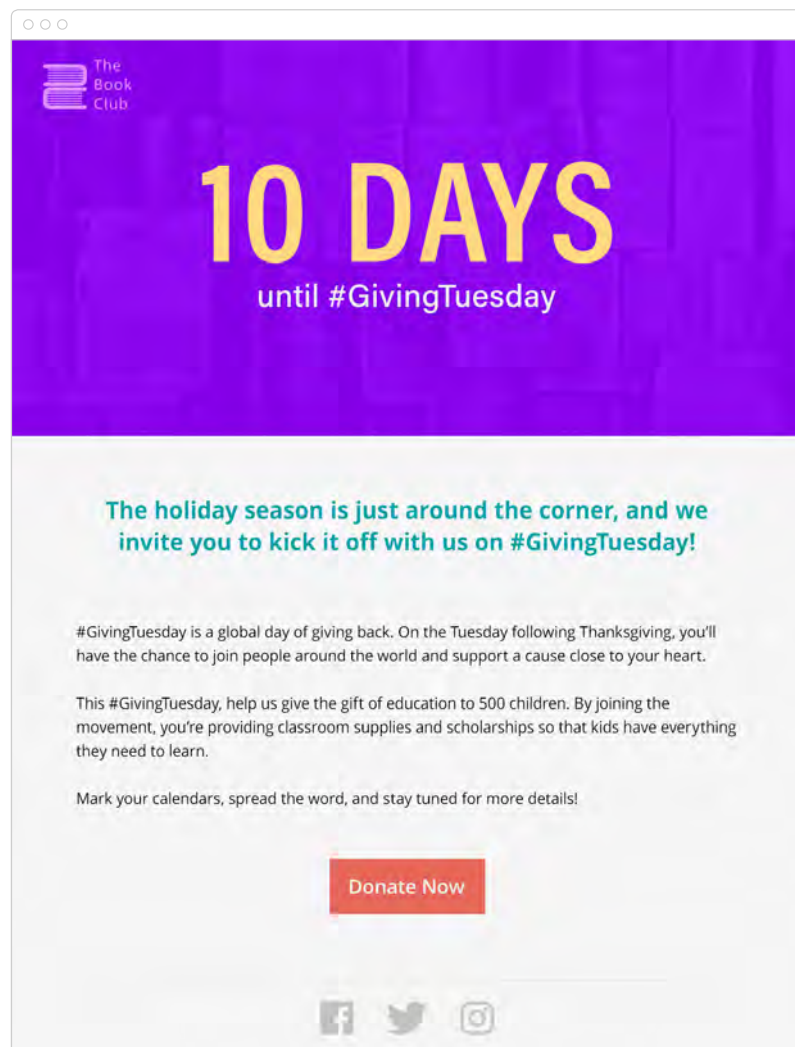 The
Book
Club
10 DAYS
until #GivingTuesday
The holiday season is just around the corner, and we
invite you to kick it off with us on #GivingTuesday!
#GivingTuesday is a global day of giving back. On the Tuesday following Thanksgiving, you'll
have the chance to join people around the world and support a cause close to your heart.
This #GivingTuesday, help us give the gift of education to 500 children. By joining the
movement, you're providing classroom supplies and scholarships so that kids have everything
they need to learn.
Mark your calendars, spread the word, and stay tuned for more details!
Donate Now